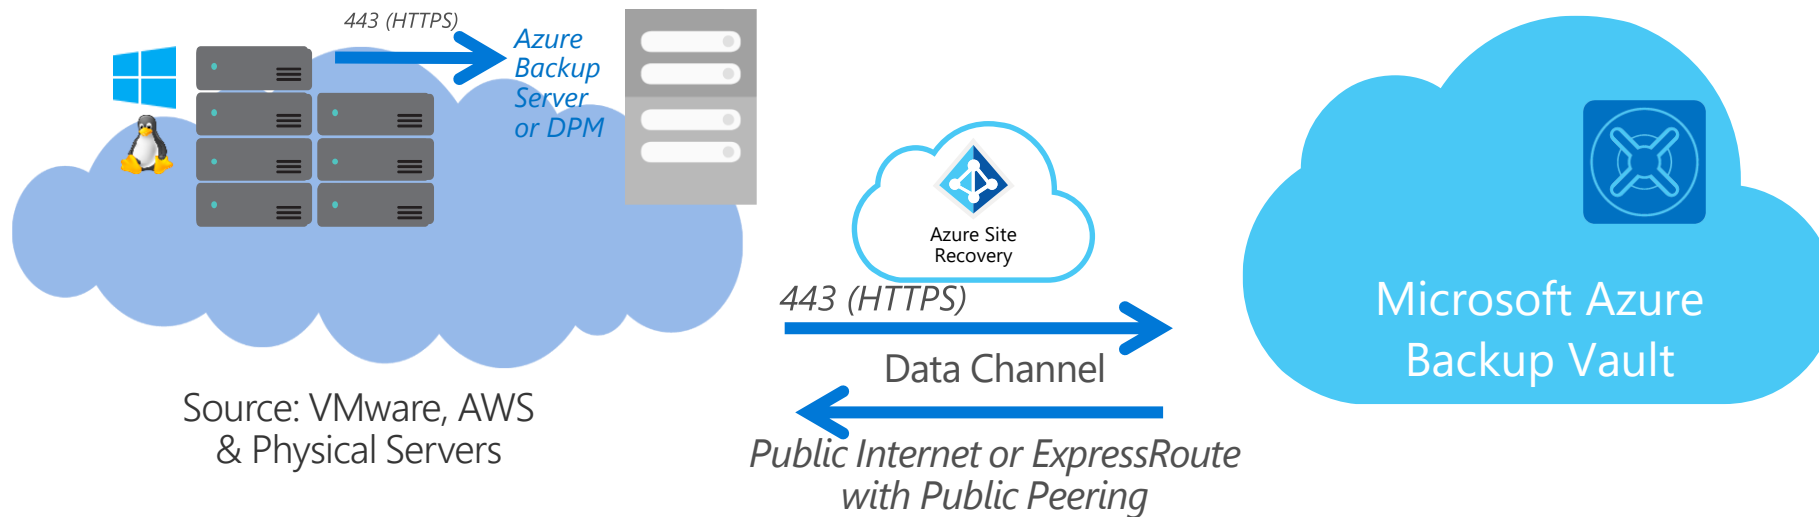 443 (HTTPS)
Azure
Backup
Server
or DPM
Source: VMware, AWS
& Physical Servers
Azure Site
Recovery
443 (HTTPS)
Data Channel
Public Internet or ExpressRoute
with Public Peering
Microsoft Azure
Backup Vault